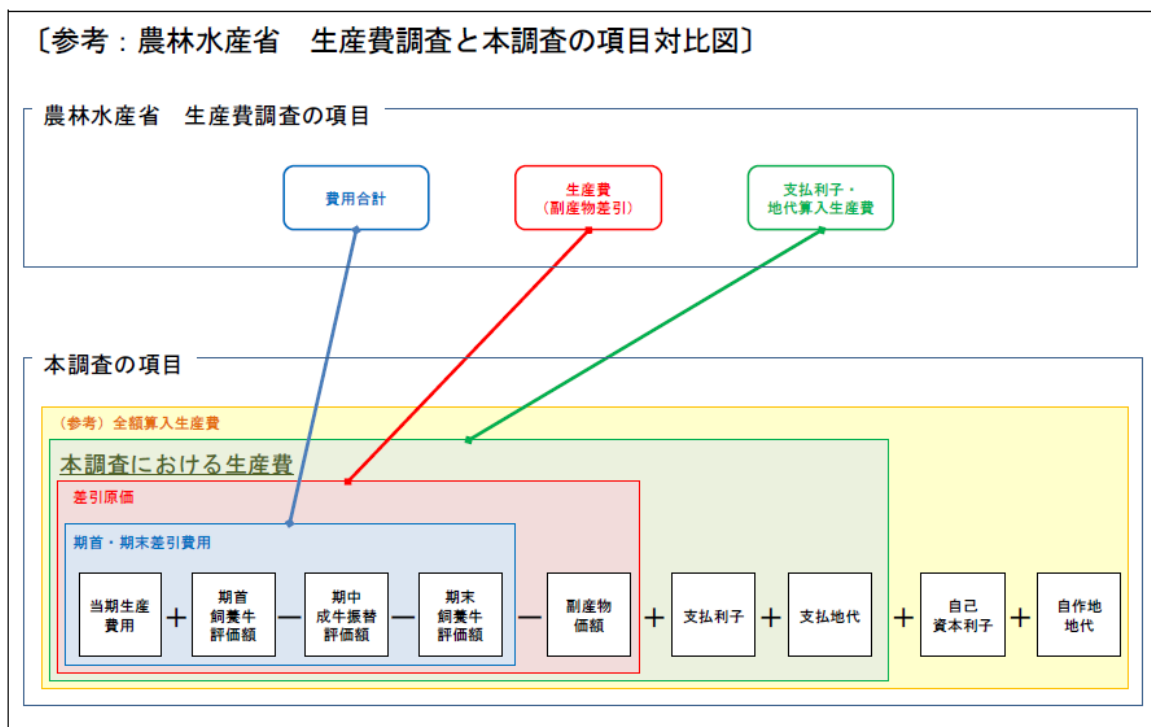 〔参考：農林水産省　生産費調査と本調査の項目対比図〕
農林水産省　生産費調査の項目
費用合計
生産費
（副産物差引）
支払利子・
地代算入生産費
本調査の項目
（参考）全額算入生産費
本調査における生産費
差引原価
期首・期末差引費用
当期生産
費用
＋
期首
飼養牛
評価額
－
期中
成牛振替
評価額
－
期末
飼養牛
評価額
－
副産物
価額
＋
支払利子
＋
支払地代
＋
自己
資本利子
＋
自作地
地代